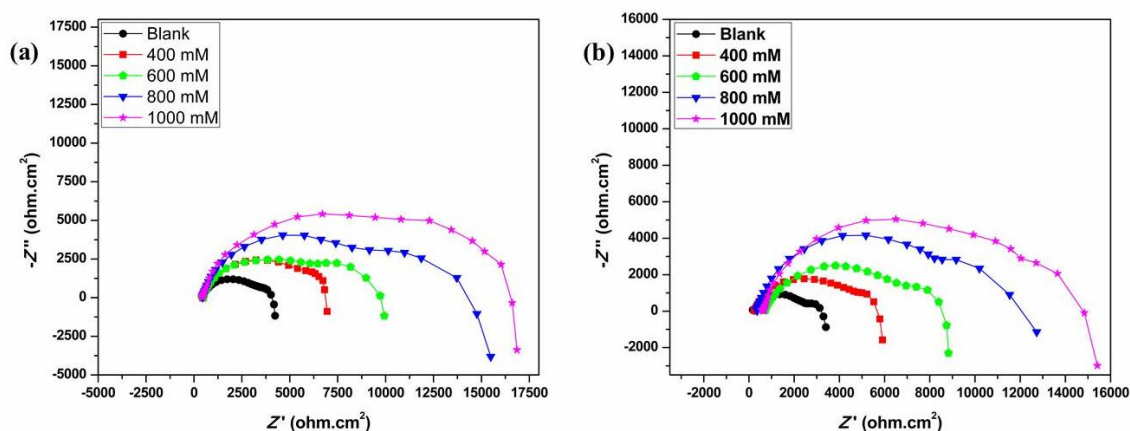 (a)
Blank
400 mM
600 mM
800 mM
1000 mM
17500
15000
12500
10000
7500
5000
2500
0
-2500
-5000
-Z'' (ohm.cm²)
-5000 -2500 0 2500 5000 7500 10000 12500 15000 17500
Z' (ohm.cm²)
(b)
Blank
400 mM
600 mM
800 mM
1000 mM
16000
14000
12000
10000
8000
6000
4000
2000
0
-2000
-Z'' (ohm.cm²)
-4000 -2000 0 2000 4000 6000 8000 10000 12000 14000 16000
Z' (ohm.cm²)